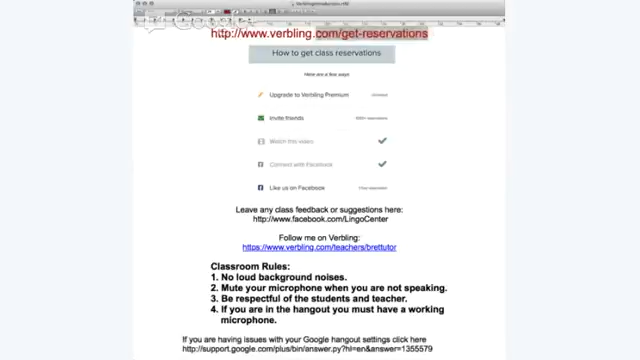 http://www.verbling.com/get-reservations
How to get class reservations
Here are a few ways
Upgrade to Verbling Premium
Invite friends
Watch this video
Connect with Facebook
Like us on Facebook
Leave any class feedback or suggestions here:
http://www.facebook.com/LingoCenter
Follow me on Verbling:
https://www.verbling.com/teachers/brettutor
Classroom Rules:
1. No loud background noises.
2. Mute your microphone when you are not speaking.
3. Be respectful of the students and teacher.
4. If you are in the hangout you must have a working
microphone.
If you are having issues with your Google hangout settings click here
http://support.google.com/plus/bin/answer.py?hl=en&answer=1355579